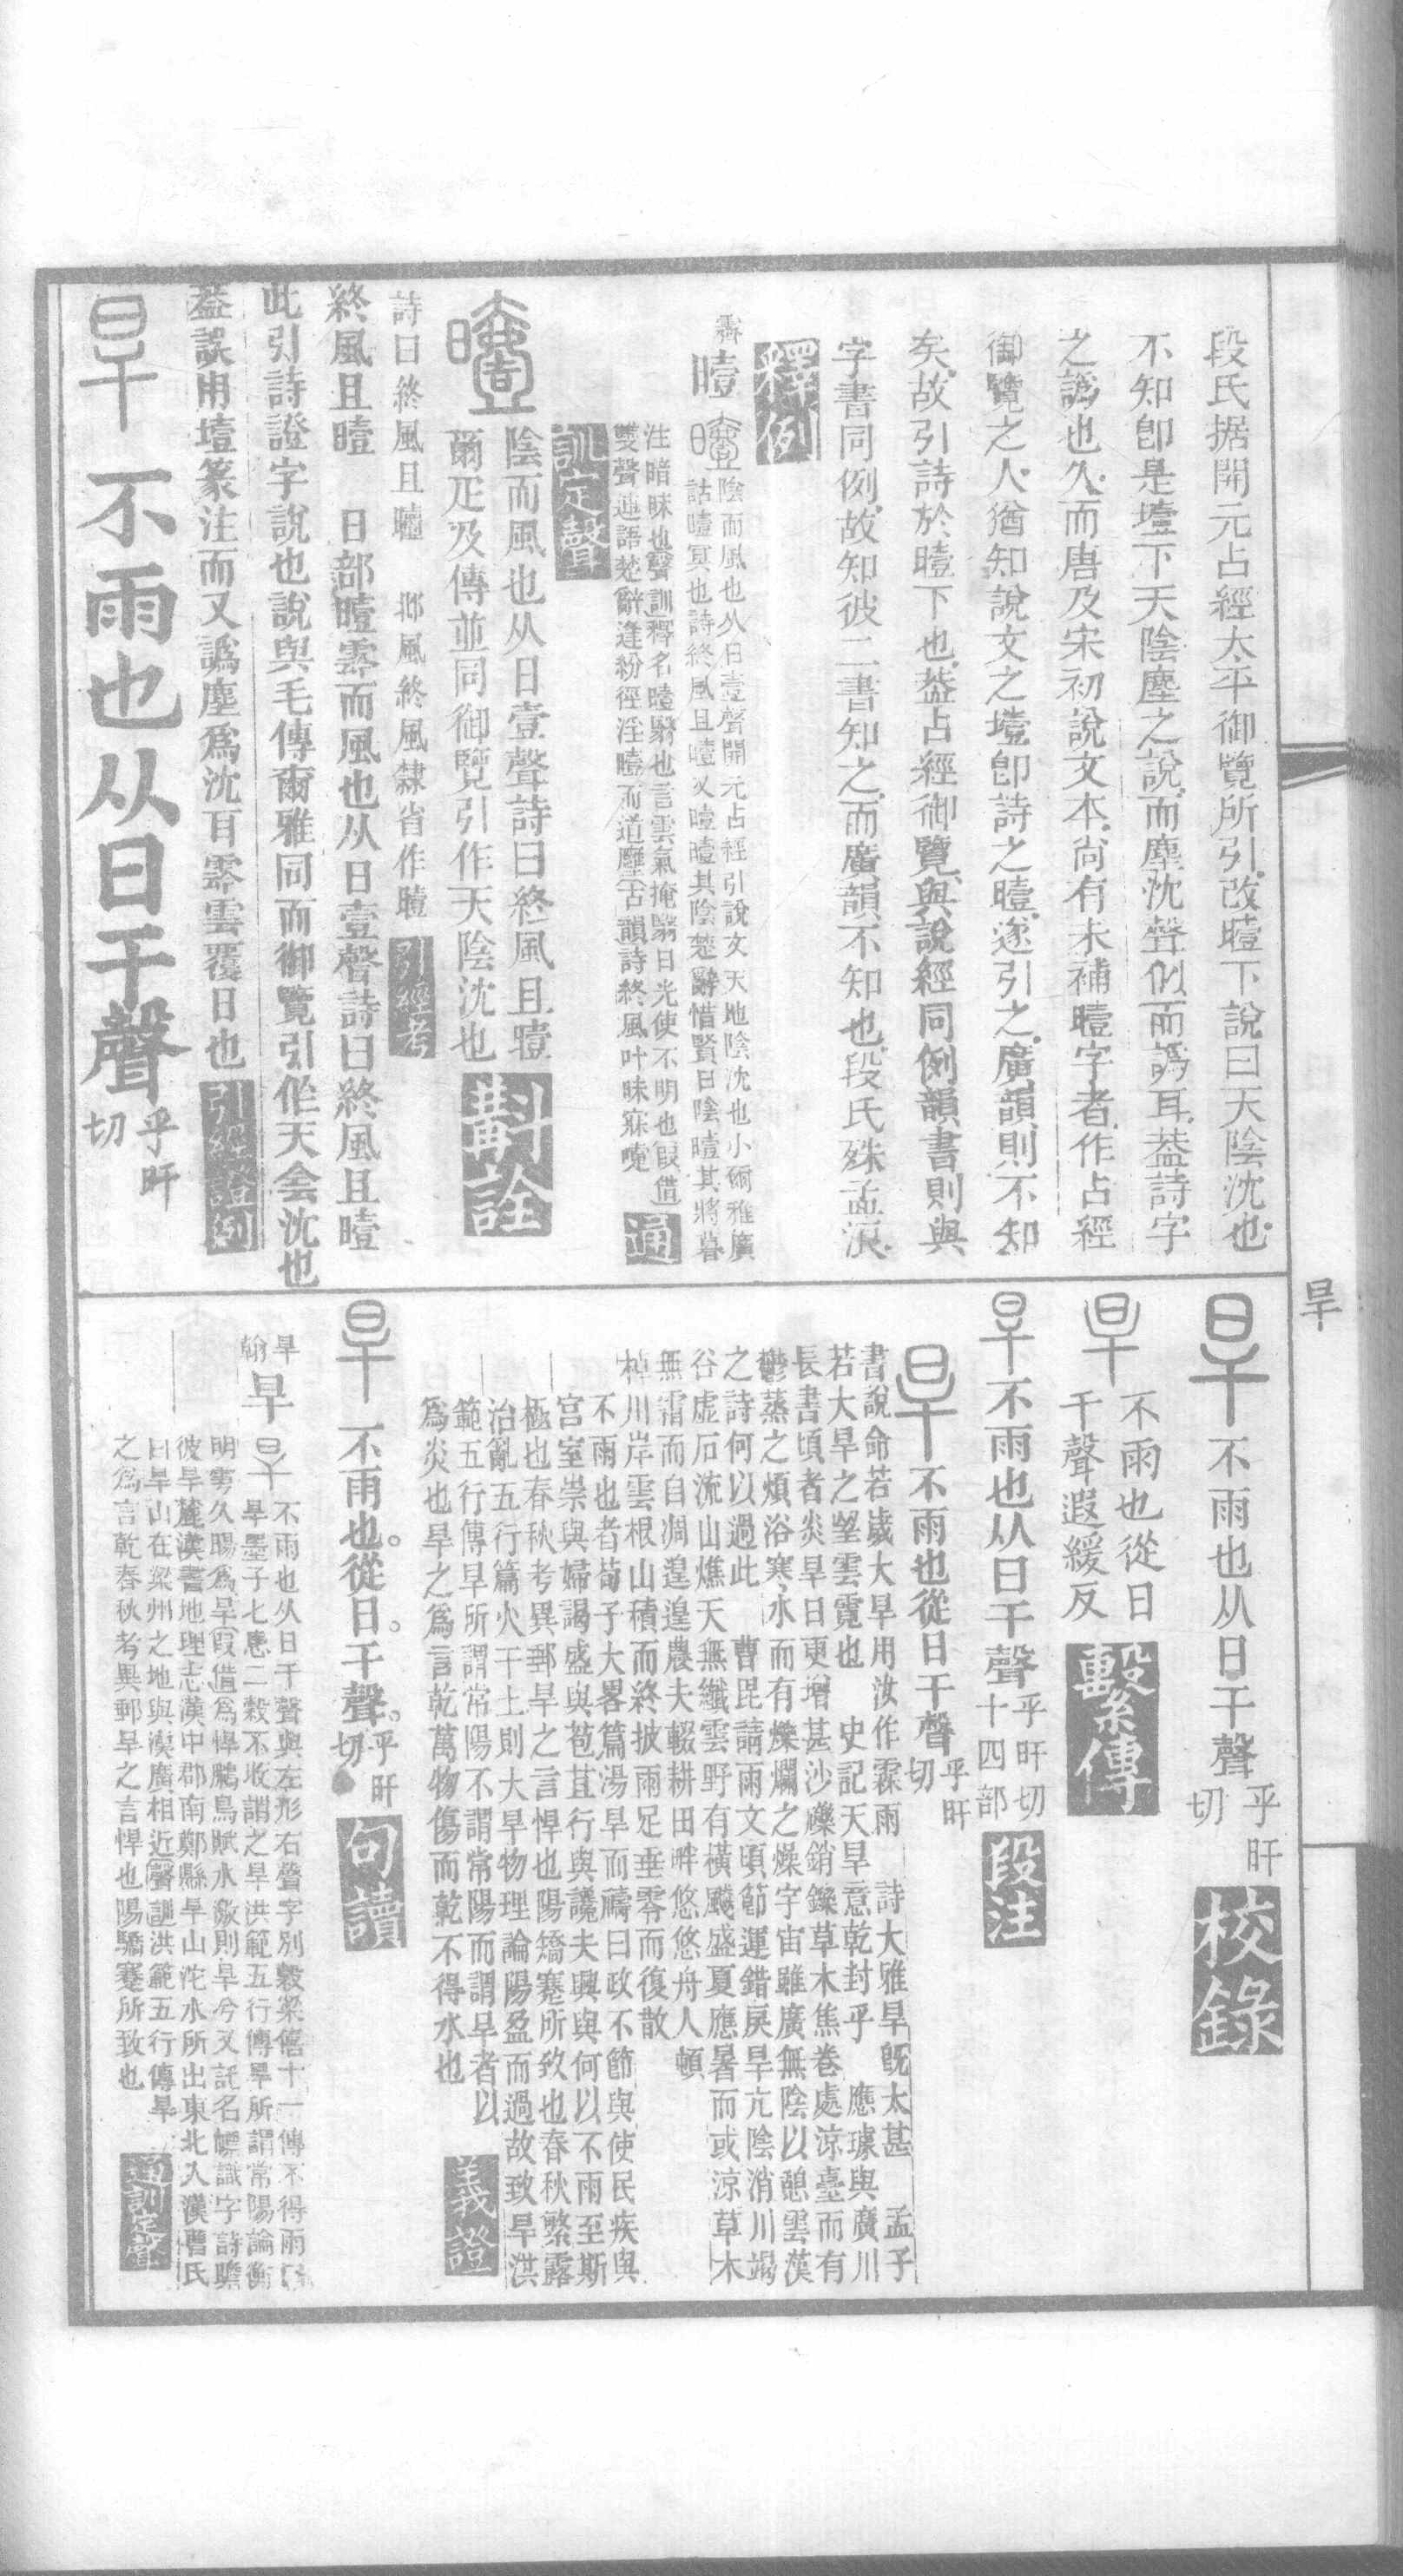 段氏据開元占經太平御覽所引改曀下說曰天陰沈也
不知卽是壇下天陰塵之說而塵沈聲似而譌耳葢詩字
之譌也久而唐及宋初說文本尚有未補曀字者作占經
御覽之人猶知說文之壇卽詩之曀遂引之廣韻則不知
矣故引詩於曀下也葢占經御覽與說經同例韻書則與
字書同例故知彼二書知之而廣韻不知也段氏殊孟浪
釋例
曀
陰而風也从日壹聲開元占經引說文天地陰沈也小爾雅廣
詁曀冥也詩終風且曀又曀曀其陰楚辭惜賢日陰曀其將暮
注暗昧也聲訓釋名曀翳也言雲氣掩翳日光使不明也叚借
雙聲連語楚辭逢紛徑淫曀而道廱古韻詩終風叶昧寐嚔
通
訓定聲
陰而風也从日壹聲詩曰終風且曀
爾疋及傳並同御覽引作天陰沈也
斠詮
詩曰終風且曀 邶風終風隸省作曀
引經考
終風且曀 日部曀霒而風也从日壹聲詩曰終風且曀
此引詩證字說也說與毛傳爾雅同而御覽引作天侌沈也
葢誤用壇篆注而又譌塵爲沈霒雲覆日也
引經證例
不雨也从日干聲 乎旰切
旱
不雨也从日干聲 乎旰切
校錄
不雨也從日
干聲遐緩反
繫傳
不雨也从日干聲 乎旰切 十四部
段注
不雨也從日干聲 乎旰切
書說命若歲大旱用汝作霖雨 詩大雅旱旣太甚 孟子
若大旱之望雲霓也 史記天旱意乾封乎 應璩與廣川
長書頃者炎旱日更增甚沙礫銷鑠草木焦卷處涼臺而有
鬱蒸之煩浴寒水而有爍爛之燥宇宙雖廣無陰以憩雲漢
之詩何以過此 曹毘請雨文頃節運錯戾旱亢陰消川竭
谷虛石流山燋天無纖雲野有橫飈盛夏應暑而或涼草木
無霜而自凋遑遑農夫輟耕田畔悠悠舟人頓
棹川岸雲根山積而終披雨足垂零而復散
不雨也者荀子大畧篇湯旱而禱曰政不節與使民疾與
宮室崇與婦謁盛與苞苴行與讒夫興與何以不雨至斯
極也春秋考異郵旱之言悍也陽矯蹇所致也春秋繁露
治亂五行篇火干土則大旱物理論陽盈而過故致旱洪
範五行傳旱所謂常陽不謂常陽而謂旱者以
爲炎也旱之爲言乾萬物傷而乾不得水也
義證
不雨也從日干聲 乎旰切
句讀
旱
不雨也从日干聲與左形右聲字別穀梁僖十一傳不得雨曰
旱墨子七患二穀不收謂之旱洪範五行傳旱所謂常陽論衡
明雩久暘爲旱叚借爲悍鵩鳥賦水激則旱兮又託名幖識字詩瞻
彼旱麓漢書地理志漢中郡南鄭縣旱山沱水所出東北入漢曹氏
曰旱山在梁州之地與漢廣相近聲訓洪範五行傳旱
之爲言乾春秋考異郵旱之言悍也陽驕蹇所致也
通訓定聲